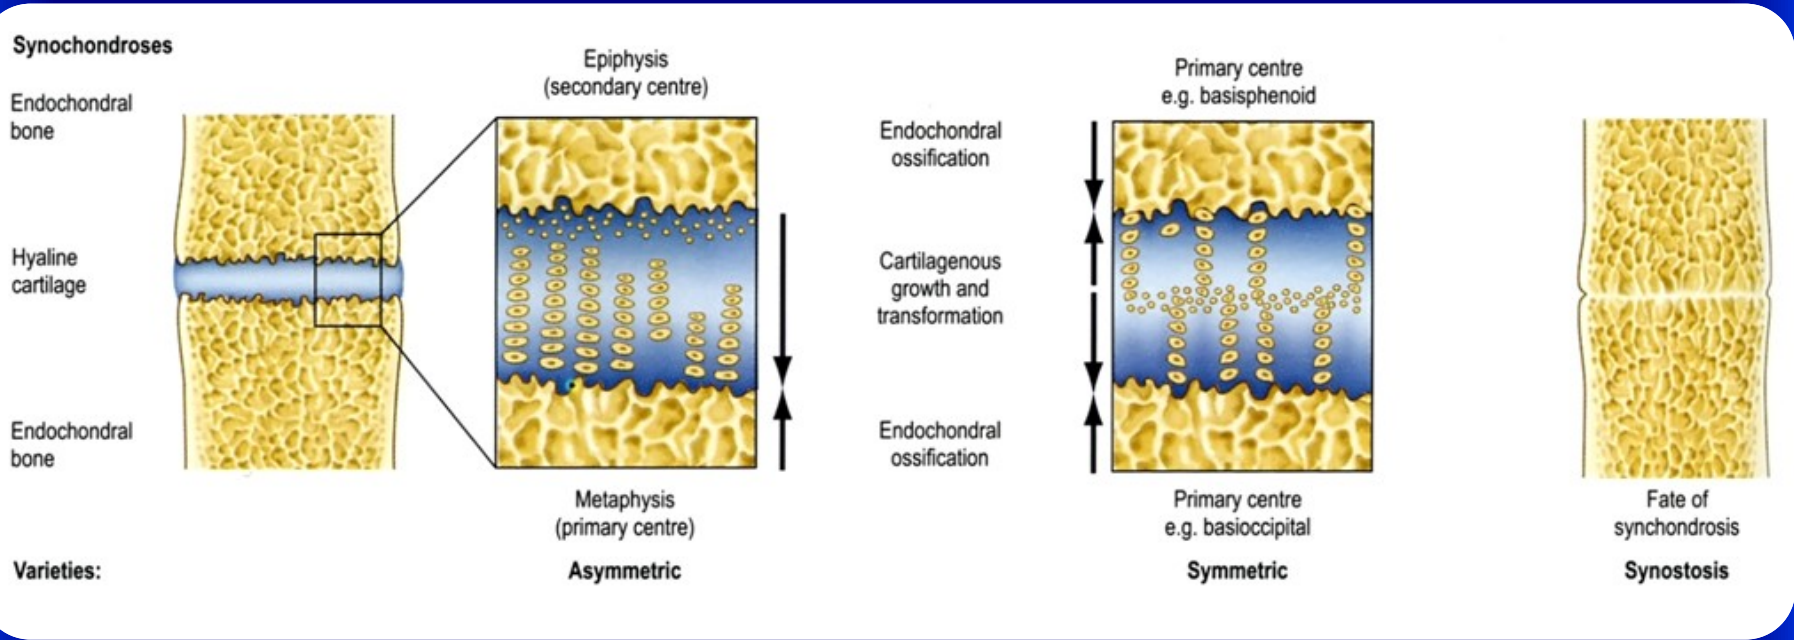 Synochondroses
Endochondral
bone
Hyaline
cartilage
Endochondral
bone
Epiphysis
(secondary centre)
Metaphysis
(primary centre)
Endochondral
ossification
Cartilagenous
growth and
transformation
Endochondral
ossification
Primary centre
e.g. basisphenoid
Primary centre
e.g. basioccipital
Fate of
synchondrosis
Varieties:
Asymmetric
Symmetric
Synostosis